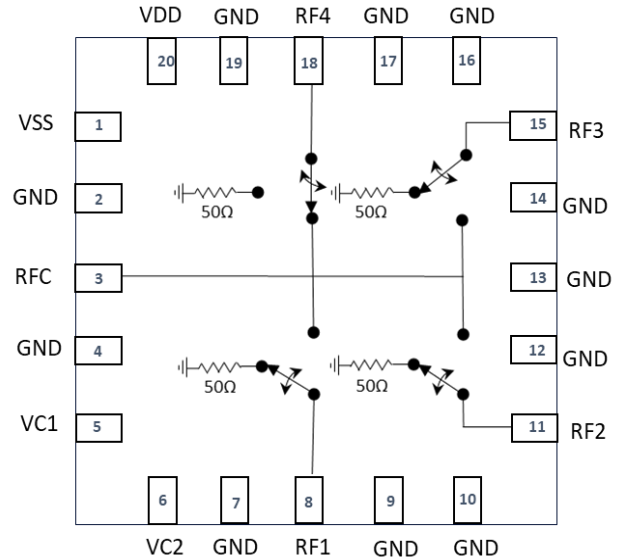 VDD GND RF4 GND GND
20 19 18 17 16
VSS 1 15 RF3
GND 2 14 GND
50Ω 50Ω
RFC 3 13 GND
GND 4 12 GND
50Ω 50Ω
VC1 5 11 RF2
6 7 8 9 10
VC2 GND RF1 GND GND